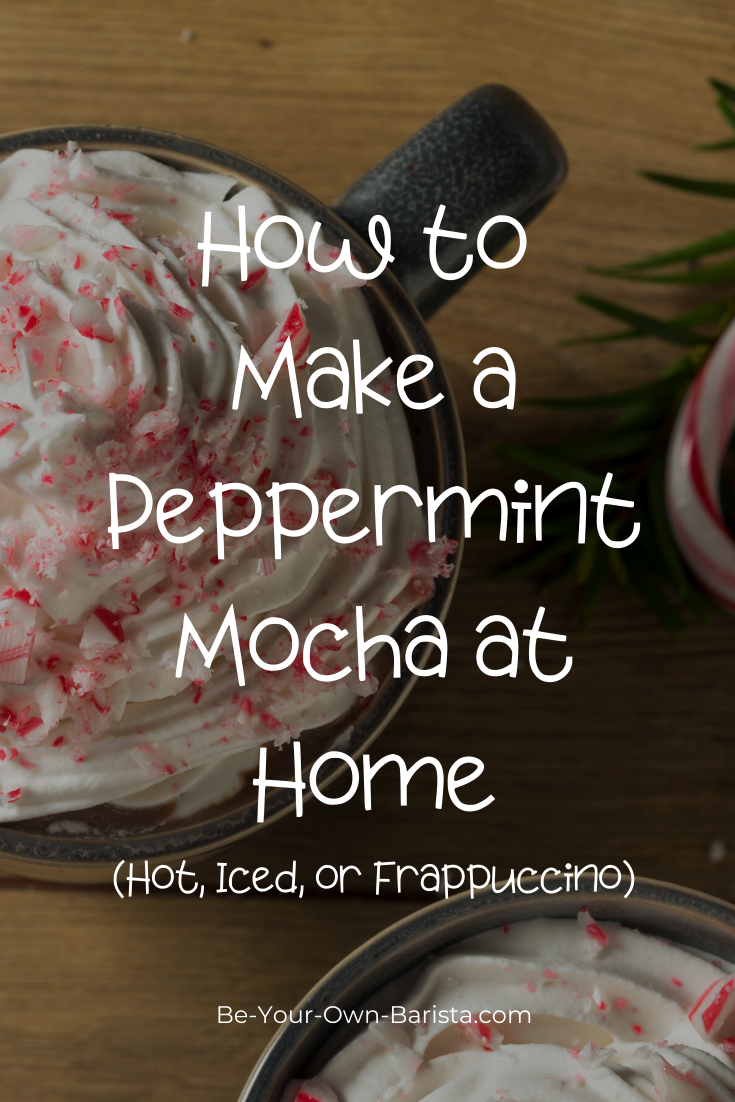 How to
Make a
Peppermint
Mocha at
Home
(Hot, Iced, or Frappuccino)
Be-Your-Own-Barista.com